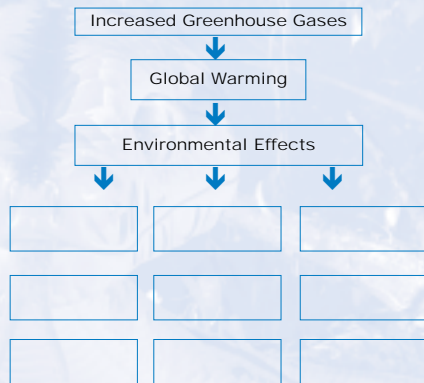 Increased Greenhouse Gases
Global Warming
Environmental Effects